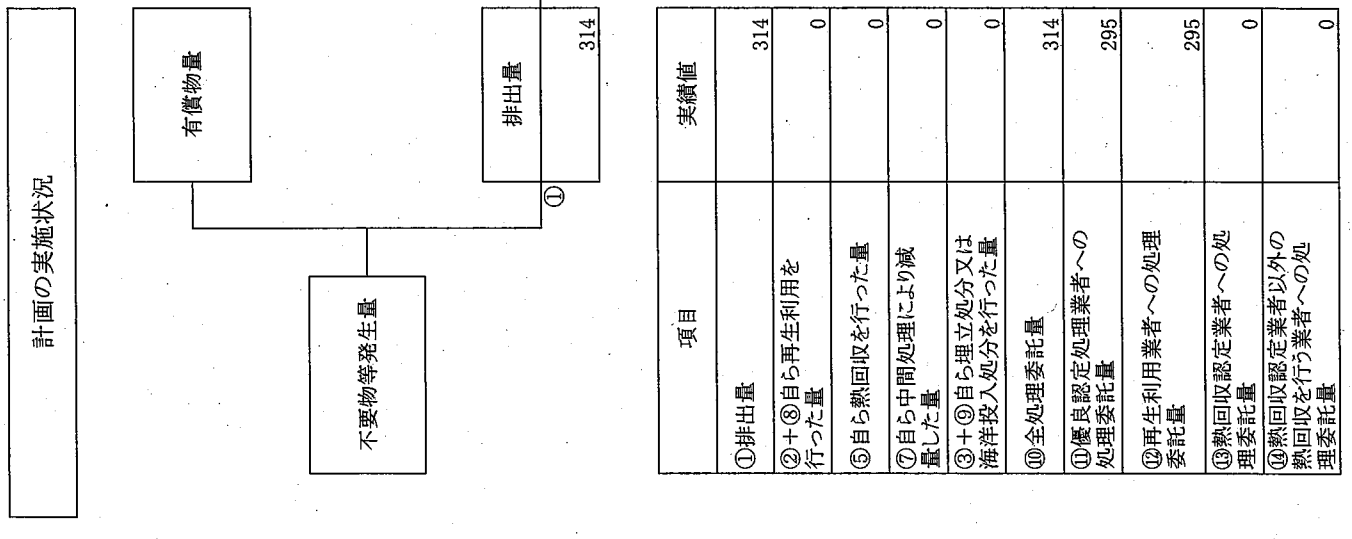 計画の実施状況
有償物量
不要物等発生量
排出量
①
314
項目
実績値
①排出量
314
②+⑧自ら再生利用を
行った量
0
⑤自ら熱回収を行った量
0
⑦自ら中間処理により減
量した量
0
③+⑨自ら埋立処分又は
海洋投入処分を行った量
0
⑩全処理委託量
314
⑪優良認定処理業者への
処理委託量
295
⑫再生利用業者への処理
委託量
295
⑬熱回収認定業者への処
理委託量
0
⑭熱回収認定業者以外の
熱回収を行う業者への処
理委託量
0